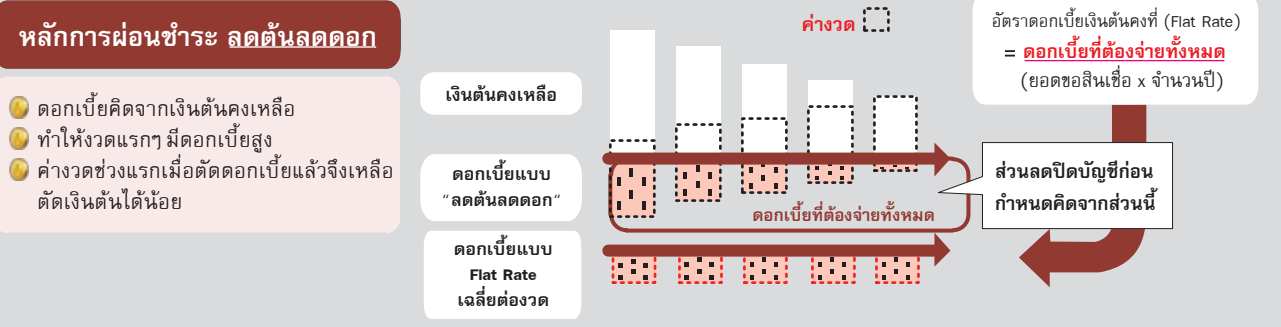 หลักการผ่อนชำระ ลดต้นลดดอก
ดอกเบี้ยคิดจากเงินต้นคงเหลือ
ทำให้งวดแรกๆ มีดอกเบี้ยสูง
ค่างวดช่วงแรกเมื่อตัดดอกเบี้ยแล้วจึงเหลือ
ตัดเงินต้นได้น้อย
ค่างวด
เงินต้นคงเหลือ
ดอกเบี้ยแบบ
“ลดต้นลดดอก“
ดอกเบี้ยที่ต้องจ่ายทั้งหมด
ดอกเบี้ยแบบ
Flat Rate
เฉลี่ยต่องวด
อัตราดอกเบี้ยเงินต้นคงที่ (Flat Rate)
= ดอกเบี้ยที่ต้องจ่ายทั้งหมด
(ยอดขอสินเชื่อ x จำนวนปี)
ส่วนลดปิดบัญชีก่อน
กำหนดคิดจากส่วนนี้